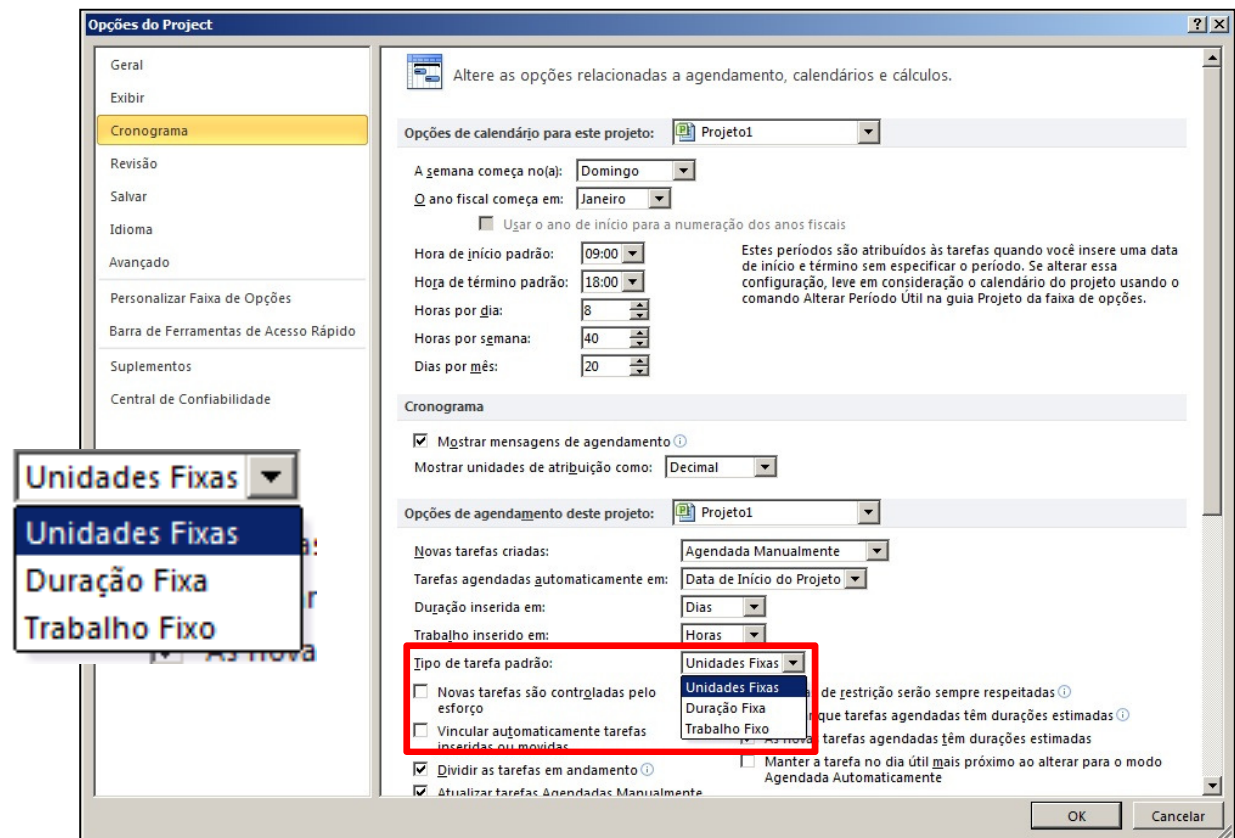 Opções do Project
Geral
Exibir
Cronograma
Revisão
Salvar
Idioma
Avançado
Personalizar Faixa de Opções
Barra de Ferramentas de Acesso Rápido
Suplementos
Central de Confiabilidade
Altere as opções relacionadas a agendamento, calendários e cálculos.
Opções de calendário para este projeto: Projeto1
A semana começa no(a): Domingo
O ano fiscal começa em: Janeiro
Usar o ano de início para a numeração dos anos fiscais
Hora de início padrão: 09:00
Hora de término padrão: 18:00
Horas por dia: 8
Horas por semana: 40
Dias por mês: 20
Estes períodos são atribuídos às tarefas quando você insere uma data
de início e término sem especificar o período. Se alterar essa
configuração, leve em consideração o calendário do projeto usando o
comando Alterar Período Útil na guia Projeto da faixa de opções.
Cronograma
Mostrar mensagens de agendamento
Mostrar unidades de atribuição como: Decimal
Opções de agendamento deste projeto: Projeto1
Novas tarefas criadas: Agendada Manualmente
Tarefas agendadas automaticamente em: Data de Início do Projeto
Duração inserida em: Dias
Trabalho inserido em: Horas
Tipo de tarefa padrão: Unidades Fixas
Unidades Fixas
Duração Fixa
Trabalho Fixo
Novas tarefas são controladas pelo
esforço
Vincular automaticamente tarefas
inseridas ou movidas
Dividir as tarefas em andamento
Atualizar tarefas Agendadas Manualmente
de restrição serão sempre respeitadas
que tarefas agendadas têm durações estimadas
As novas tarefas agendadas têm durações estimadas
Manter a tarefa no dia útil mais próximo ao alterar para o modo
Agendada Automaticamente
OK Cancelar
Unidades Fixas
Unidades Fixas
Duração Fixa
Trabalho Fixo
As nova